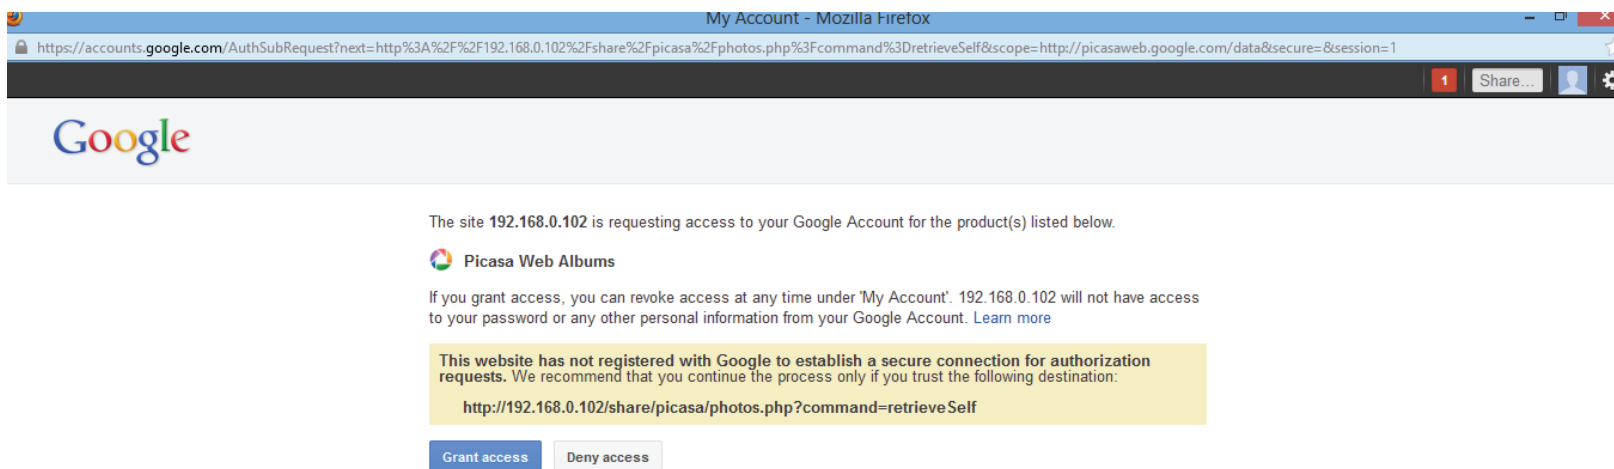 My Account - Mozilla Firefox
https://accounts.google.com/AuthSubRequest?next=http%3A%2F%2F192.168.0.102%2Fshare%2Fpicasa%2Fphotos.php%3Fcommand%3DretrieveSelf&scope=http://picasaweb.google.com/data&secure=&session=1
1 Share...
Google
The site 192.168.0.102 is requesting access to your Google Account for the product(s) listed below.
Picasa Web Albums
If you grant access, you can revoke access at any time under 'My Account'. 192.168.0.102 will not have access
to your password or any other personal information from your Google Account. Learn more
This website has not registered with Google to establish a secure connection for authorization
requests. We recommend that you continue the process only if you trust the following destination:
http://192.168.0.102/share/picasa/photos.php?command=retrieveSelf
Grant access Deny access